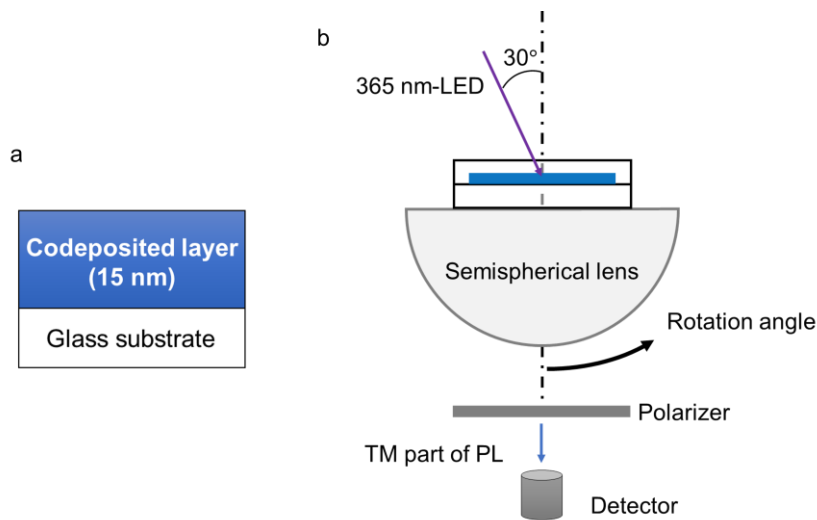 a
Codeposited layer
(15 nm)
Glass substrate
b
30°
365 nm-LED
Semispherical lens
Rotation angle
Polarizer
TM part of PL
Detector